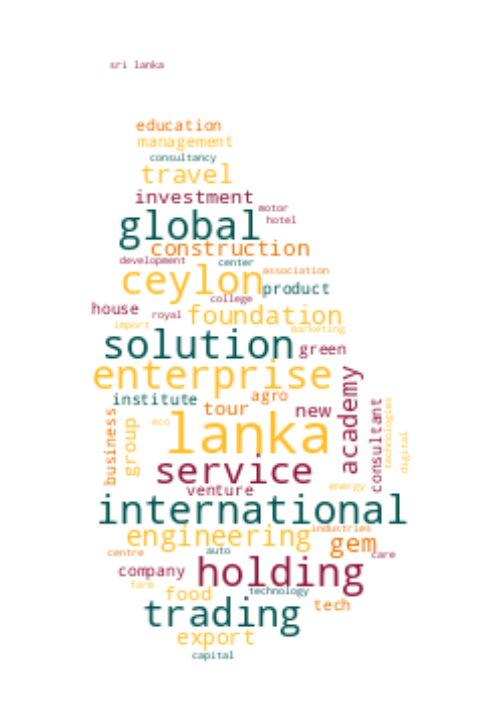 sri lanka
education
management
consultancy
travel
investment
motor
global
hotel
construction
development center
association
ceylon
product
college
house
royal foundation
import
marketing
solution
green
enterprise
institute
agro
tour
new
academy
consultant
technologies
digital
business
group
eco
lanka
service
venture
energy
international
industries
engineering
gem
centre
auto
care
company
holding
farm
food
technology
trading
tech
export
capital